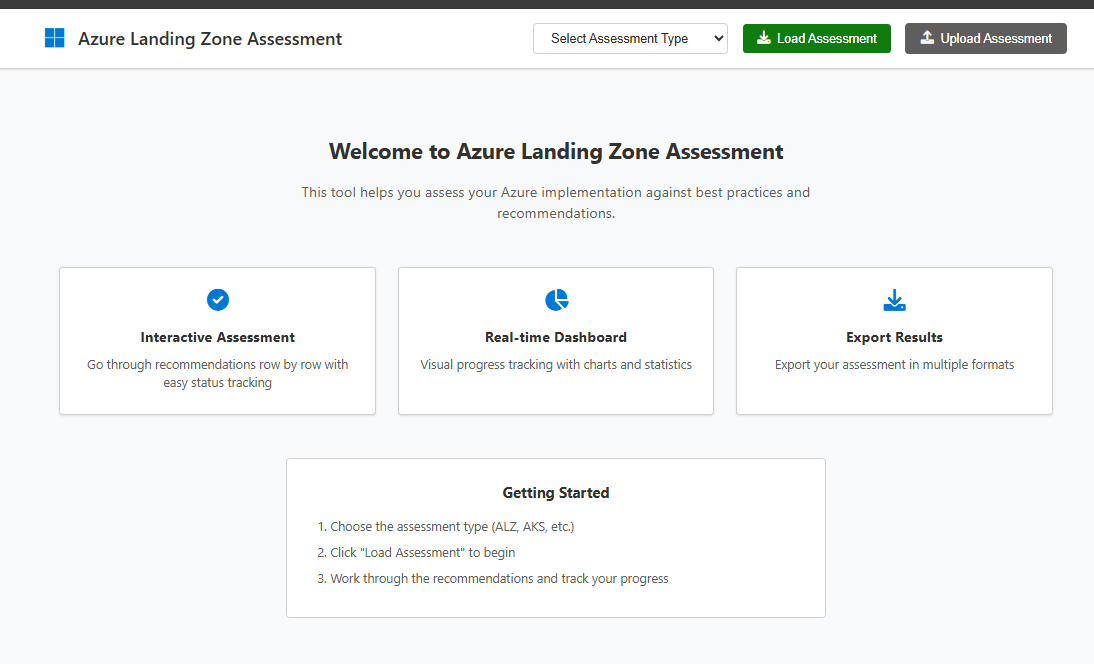 Azure Landing Zone Assessment
Select Assessment Type
Load Assessment
Upload Assessment
Welcome to Azure Landing Zone Assessment
This tool helps you assess your Azure implementation against best practices and
recommendations.
Interactive Assessment
Go through recommendations row by row with
easy status tracking
Real-time Dashboard
Visual progress tracking with charts and statistics
Export Results
Export your assessment in multiple formats
Getting Started
1. Choose the assessment type (ALZ, AKS, etc.)
2. Click "Load Assessment" to begin
3. Work through the recommendations and track your progress